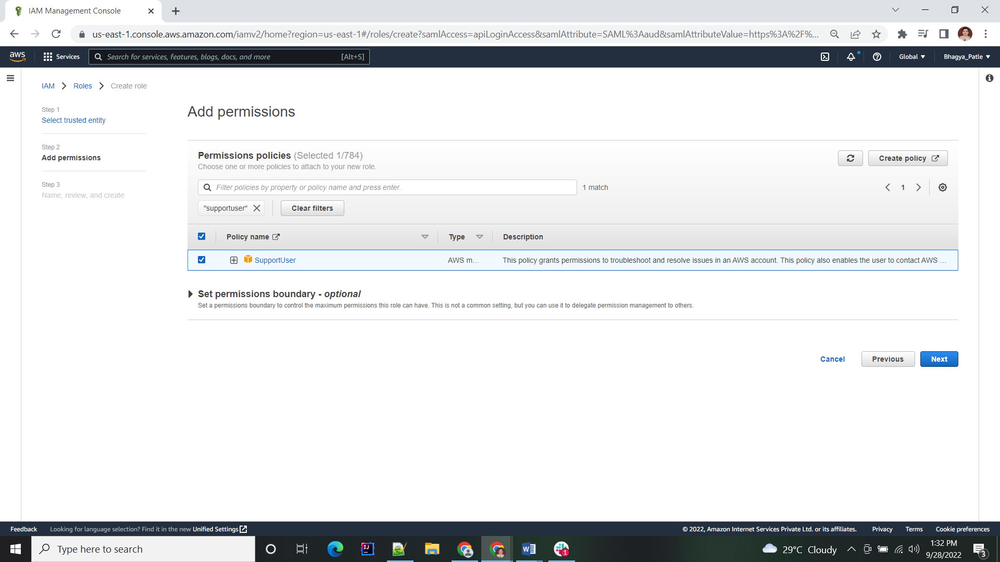 IAM Management Console
us-east-1.console.aws.amazon.com/iamv2/home?region=us-east-1#/roles/create?samlAccess=apiLoginAccess&samlAttribute=SAML%3Aaud&samlAttributeValue=https%3A%2F%...
aws Services Search for services, features, blogs, docs, and more [Alt+S] Global Bhagya_Patle
IAM Roles Create role
Step 1
Select trusted entity
Step 2
Add permissions
Step 3
Name, review, and create
Add permissions
Permissions policies (Selected 1/784)
Choose one or more policies to attach to your new role.
Create policy
Filter policies by property or policy name and press enter. 1 match 1
"supportuser" Clear filters
Policy name Type Description
SupportUser AWS m... This policy grants permissions to troubleshoot and resolve issues in an AWS account. This policy also enables the user to contact AWS ...
Set permissions boundary - optional
Set a permissions boundary to control the maximum permissions this role can have. This is not a common setting, but you can use it to delegate permission management to others.
Cancel Previous Next
Feedback Looking for language selection? Find it in the new Unified Settings © 2022, Amazon Internet Services Private Ltd. or its affiliates. Privacy Terms Cookie preferences
Type here to search 29°C Cloudy 1:32 PM
9/28/2022 3
IJ
W
1